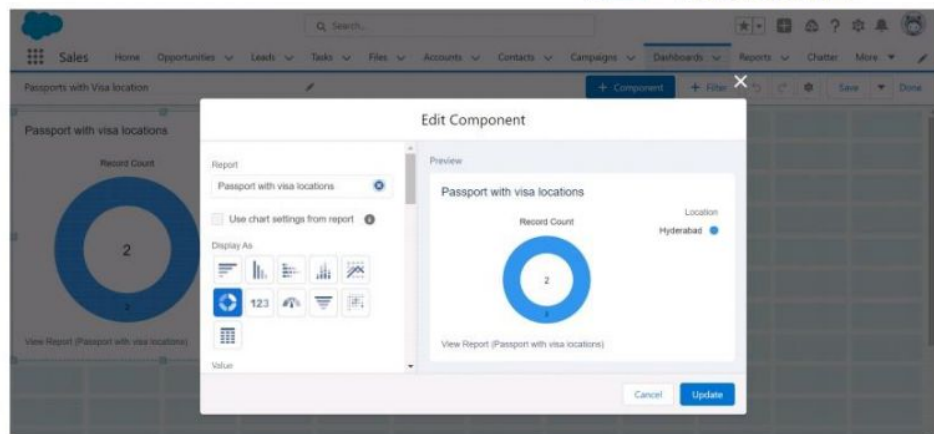 Search...
Sales Home Opportunities Leads Tasks Files Accounts Contacts Campaigns Dashboards Reports Chatter More
Passports with Visa location
+ Component + Filter Save Done
Passport with visa locations
Record Count
2
2
View Report (Passport with visa locations)
Edit Component
Report
Passport with visa locations
Use chart settings from report
Display As
123
Value
Preview
Passport with visa locations
Record Count
Location
Hyderabad
2
2
View Report (Passport with visa locations)
Cancel Update